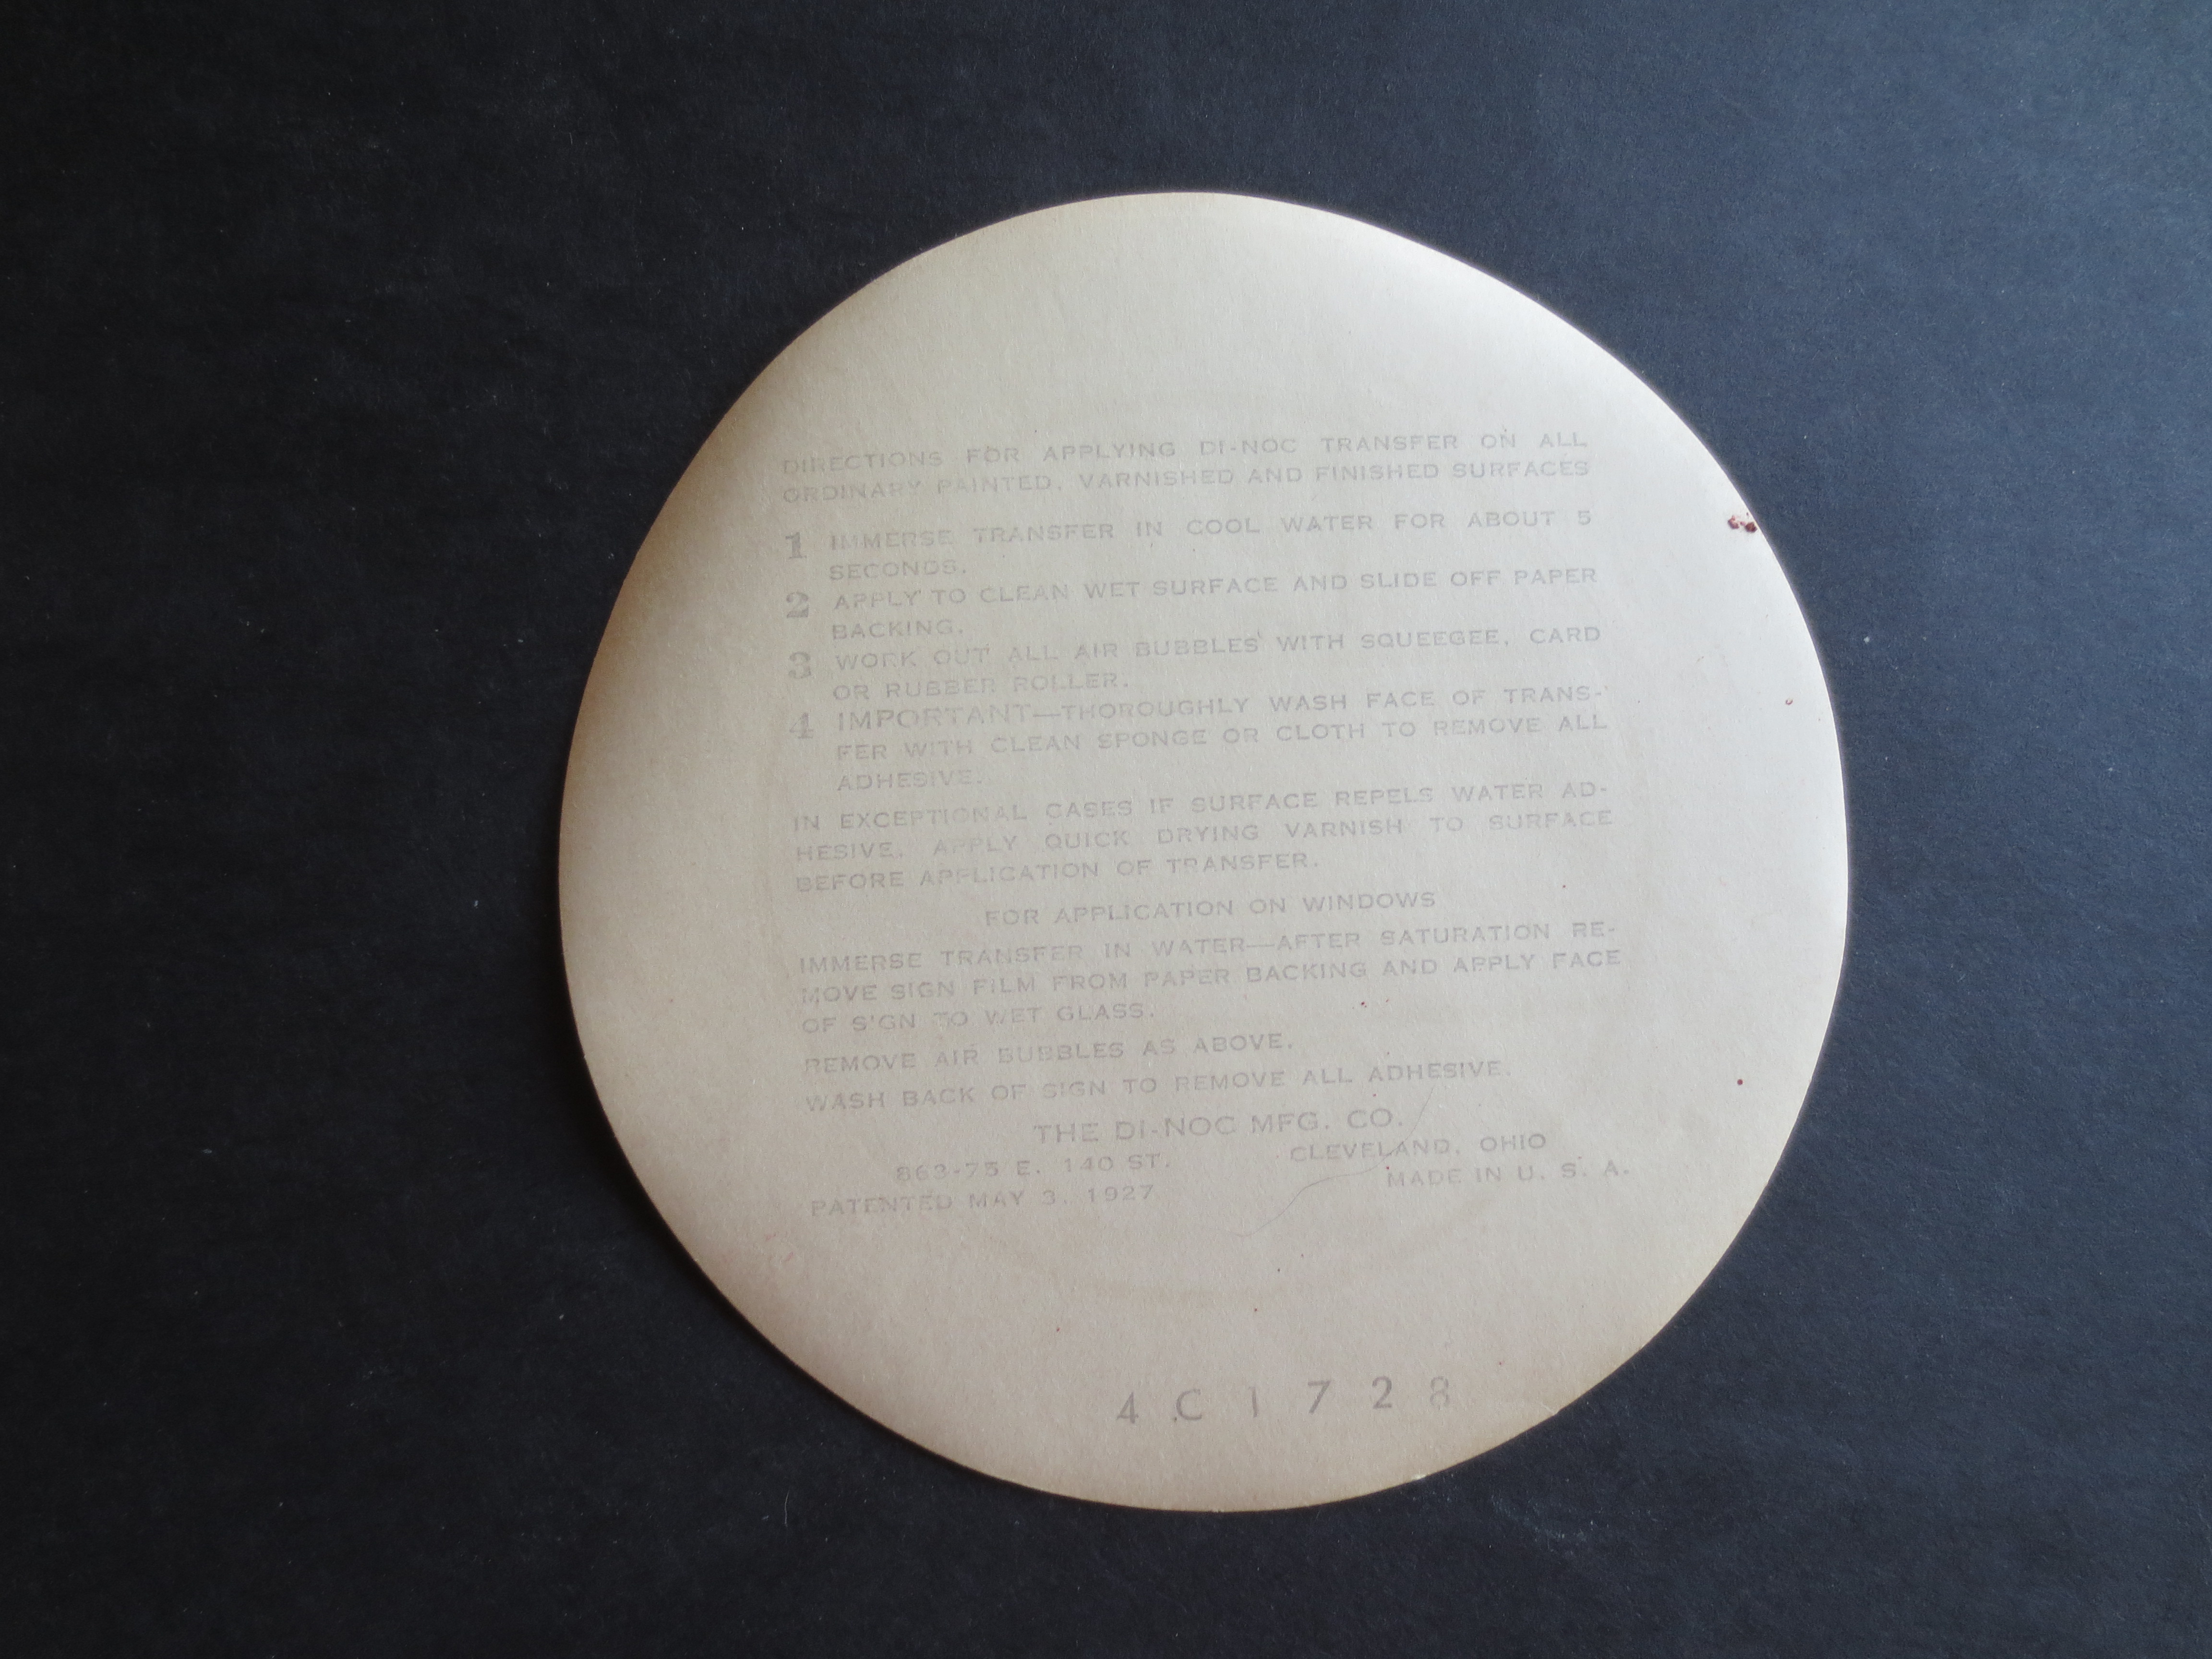 DIRECTIONS FOR APPLYING DI-NOC TRANSFER ON ALL
ORDINARY PAINTED, VARNISHED AND FINISHED SURFACES
1 IMMERSE TRANSFER IN COOL WATER FOR ABOUT 5
SECONDS.
2 APPLY TO CLEAN WET SURFACE AND SLIDE OFF PAPER
BACKING.
3 WORK OUT ALL AIR BUBBLES WITH SQUEEGEE, CARD
OR RUBBER ROLLER.
4 IMPORTANT—THOROUGHLY WASH FACE OF TRANS-
FER WITH CLEAN SPONGE OR CLOTH TO REMOVE ALL
ADHESIVE.
IN EXCEPTIONAL CASES IF SURFACE REPELS WATER AD-
HESIVE, APPLY QUICK DRYING VARNISH TO SURFACE
BEFORE APPLICATION OF TRANSFER.
FOR APPLICATION ON WINDOWS
IMMERSE TRANSFER IN WATER—AFTER SATURATION RE-
MOVE SIGN FILM FROM PAPER BACKING AND APPLY FACE
OF SIGN TO WET GLASS.
REMOVE AIR BUBBLES AS ABOVE.
WASH BACK OF SIGN TO REMOVE ALL ADHESIVE.
THE DI-NOC MFG. CO.
863-75 E. 140 ST. CLEVELAND, OHIO
PATENTED MAY 3, 1927 MADE IN U. S. A.
4 C 1 7 2 8